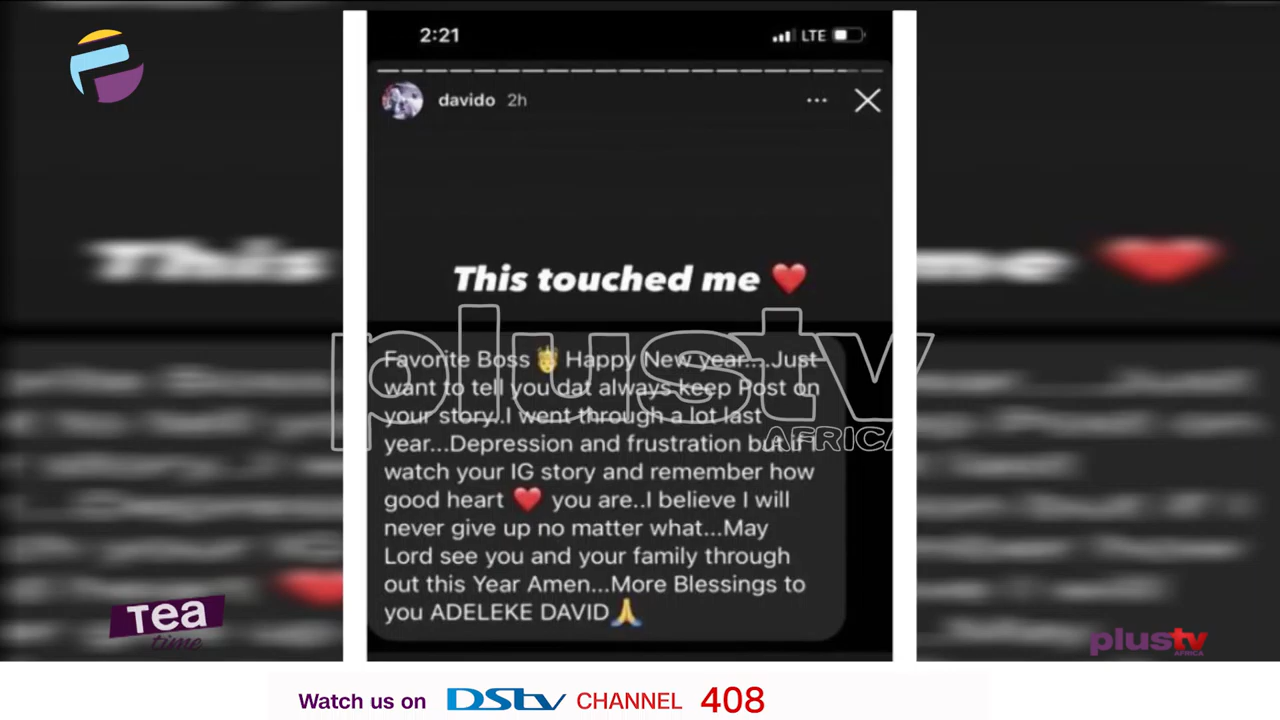 2:21
LTE
davido 2h
This touched me ❤️
Favorite Boss 🤴 Happy New year....Just
want to tell you dat always keep Post on
your story..I went through a lot last
year...Depression and frustration but if
watch your IG story and remember how
good heart ❤️ you are..I believe I will
never give up no matter what...May
Lord see you and your family through
out this Year Amen...More Blessings to
you ADELEKE DAVID🙏
plustv
AFRICA
Tea
time
plustv
AFRICA
Watch us on DStv CHANNEL 408